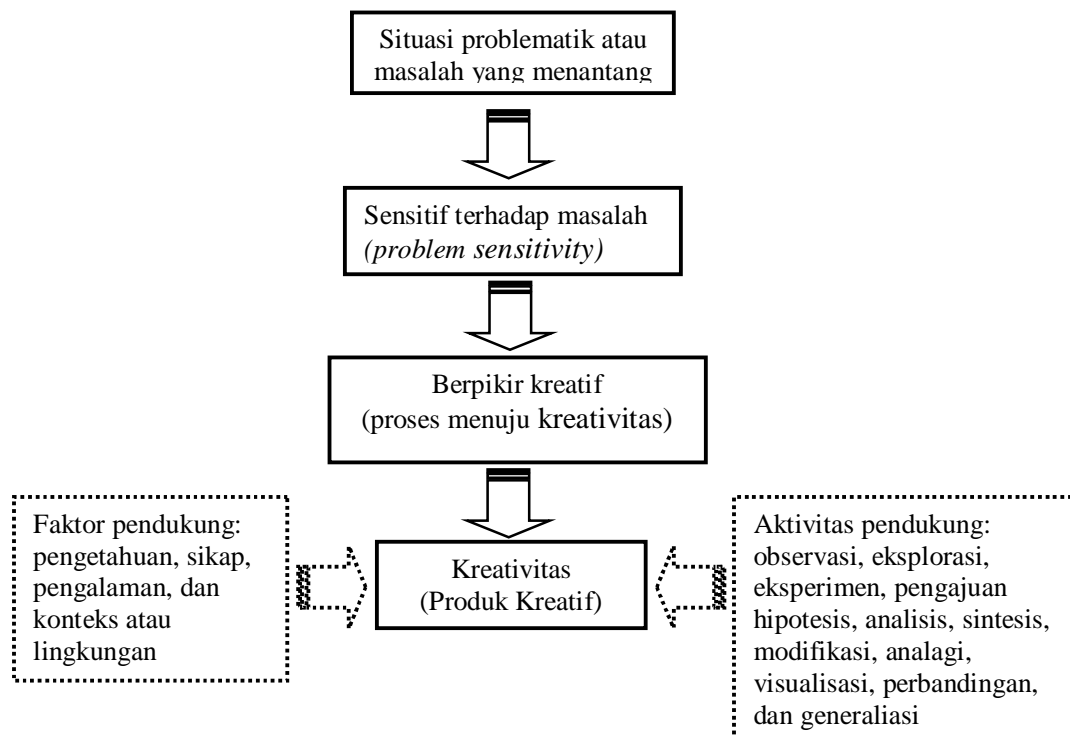 Situasi problematik atau
masalah yang menantang
Sensitif terhadap masalah
(problem sensitivity)
Berpikir kreatif
(proses menuju kreativitas)
Faktor pendukung:
pengetahuan, sikap,
pengalaman, dan
konteks atau
lingkungan
Kreativitas
(Produk Kreatif)
Aktivitas pendukung:
observasi, eksplorasi,
eksperimen, pengajuan
hipotesis, analisis, sintesis,
modifikasi, analagi,
visualisasi, perbandingan,
dan generaliasi